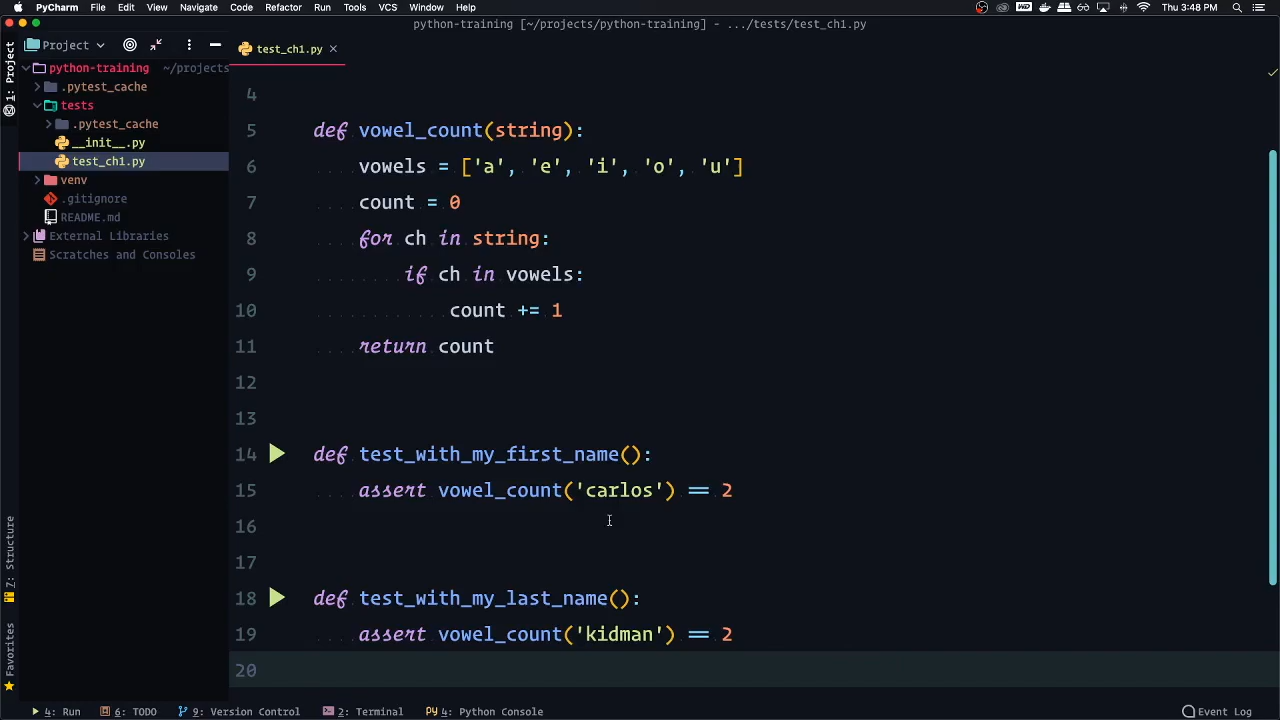 PyCharm File Edit View Navigate Code Refactor Run Tools VCS Window Help Thu 3:48 PM
python-training [~/projects/python-training] - .../tests/test_ch1.py
Project
test_ch1.py
1: Project
python-training ~/projects
.pytest_cache
tests
.pytest_cache
__init__.py
test_ch1.py
venv
.gitignore
README.md
External Libraries
Scratches and Consoles
7: Structure
Favorites
4
5 def vowel_count(string):
6 vowels = ['a', 'e', 'i', 'o', 'u']
7 count = 0
8 for ch in string:
9 if ch in vowels:
10 count += 1
11 return count
12
13
14 def test_with_my_first_name():
15 assert vowel_count('carlos') == 2
16
17
18 def test_with_my_last_name():
19 assert vowel_count('kidman') == 2
20
4: Run 6: TODO 9: Version Control 2: Terminal 4: Python Console Event Log